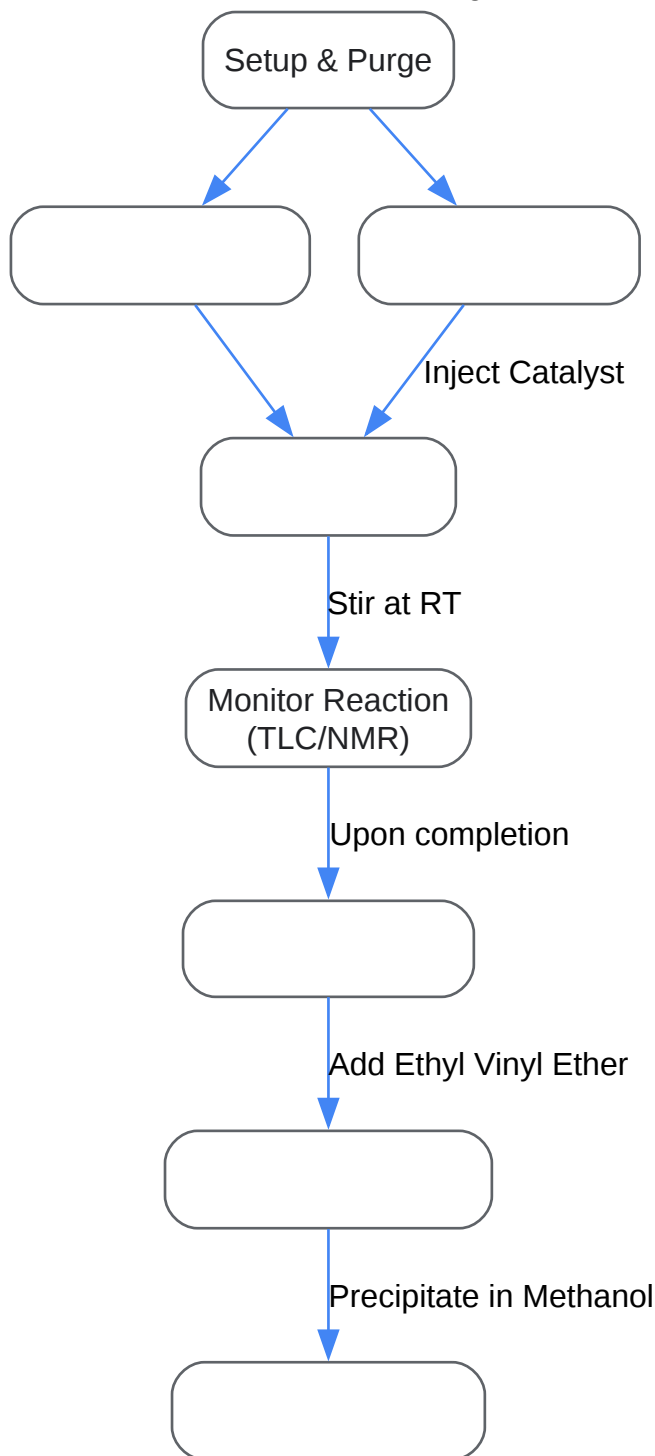 Setup & Purge
Inject Catalyst
Stir at RT
Monitor Reaction
(TLC/NMR)
Upon completion
Add Ethyl Vinyl Ether
Precipitate in Methanol